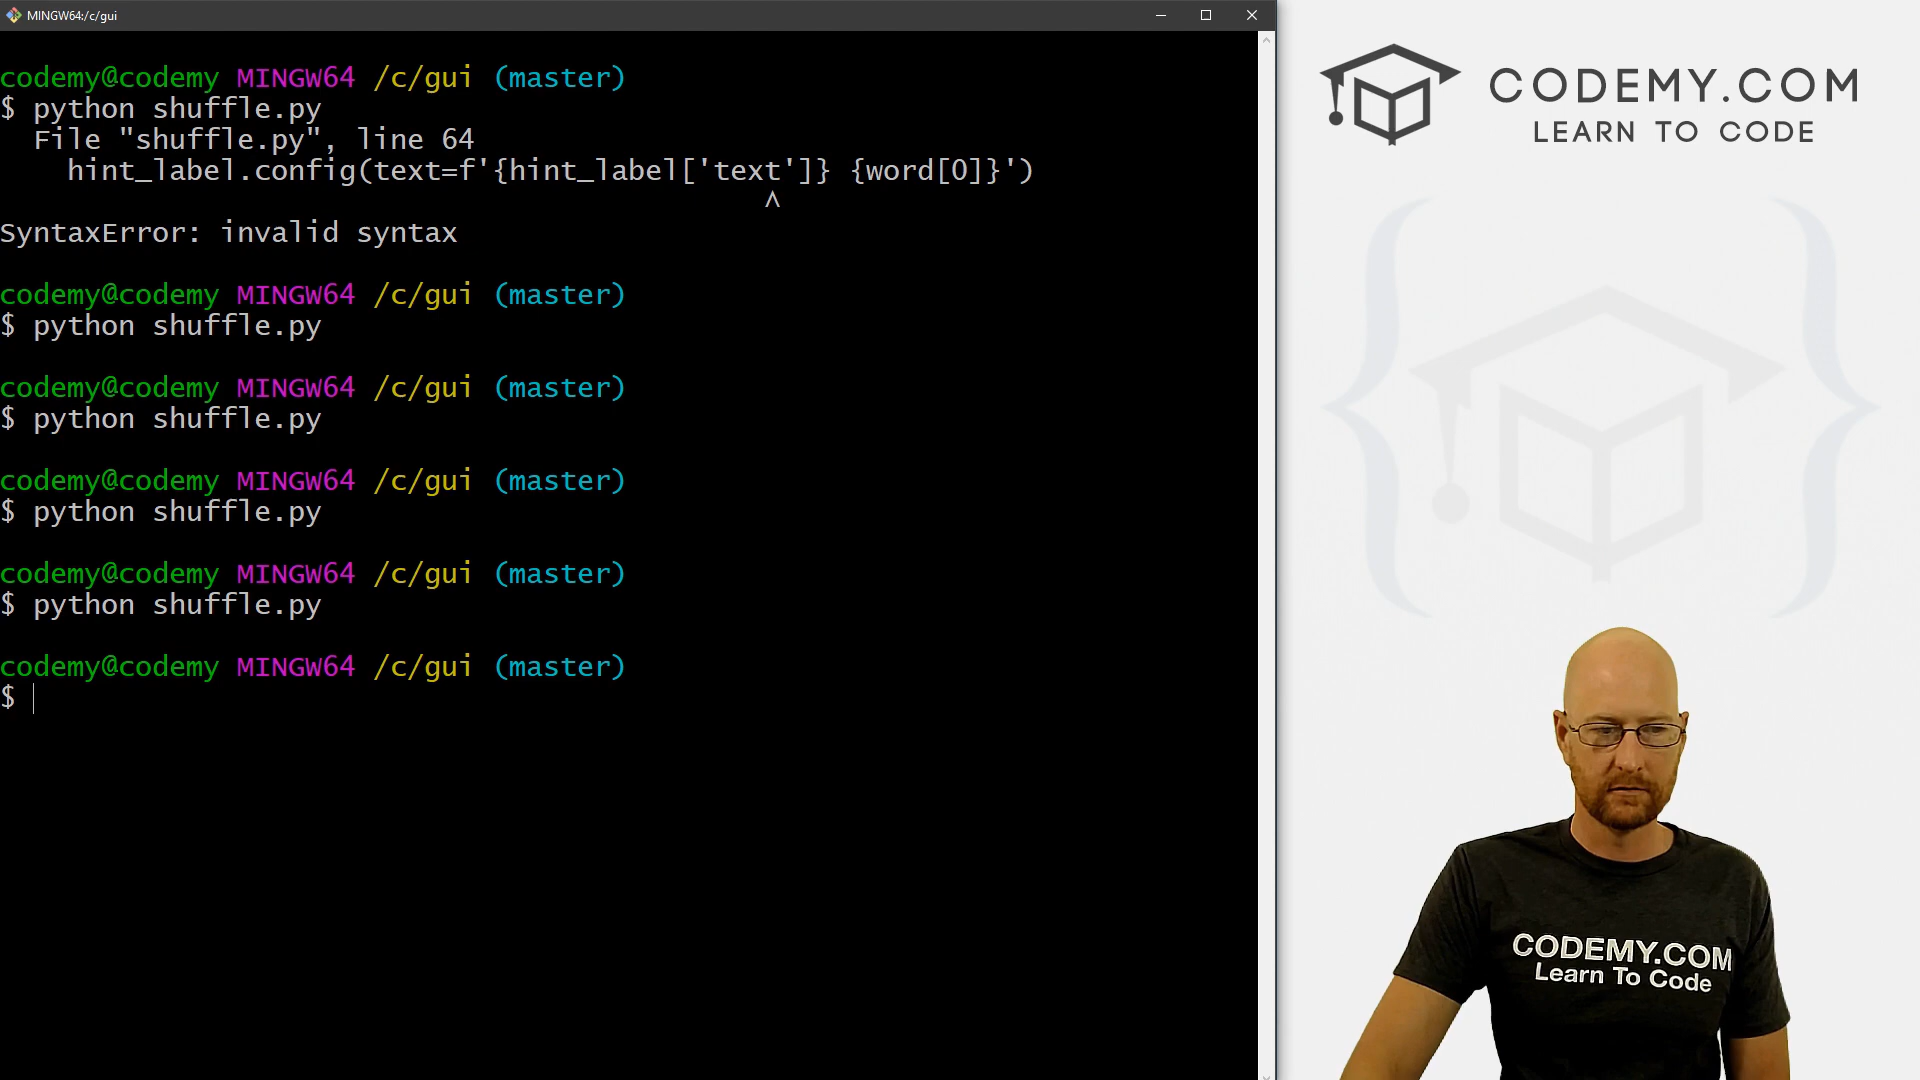 MINGW64:/c/gui
codemy@codemy MINGW64 /c/gui (master)
$ python shuffle.py
File "shuffle.py", line 64
hint_label.config(text=f'{hint_label['text']} {word[0]}')
^
SyntaxError: invalid syntax
codemy@codemy MINGW64 /c/gui (master)
$ python shuffle.py
codemy@codemy MINGW64 /c/gui (master)
$ python shuffle.py
codemy@codemy MINGW64 /c/gui (master)
$ python shuffle.py
codemy@codemy MINGW64 /c/gui (master)
$ python shuffle.py
codemy@codemy MINGW64 /c/gui (master)
$
CODEMY.COM
LEARN TO CODE
CODEMY.COM
Learn To Code